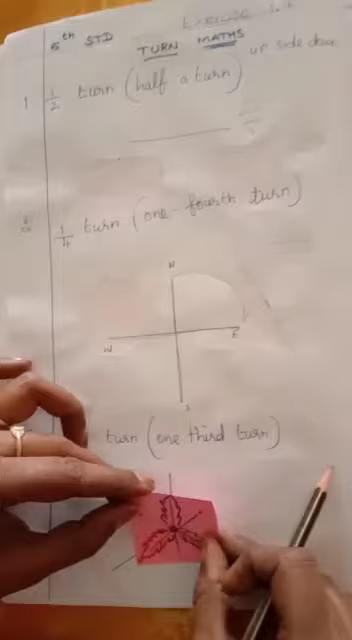 5th STD
TURN MATHS
up side down
1 1/2 turn (half a turn)
1/4 turn (one-fourth turn)
N
W E
S
turn (one third turn)